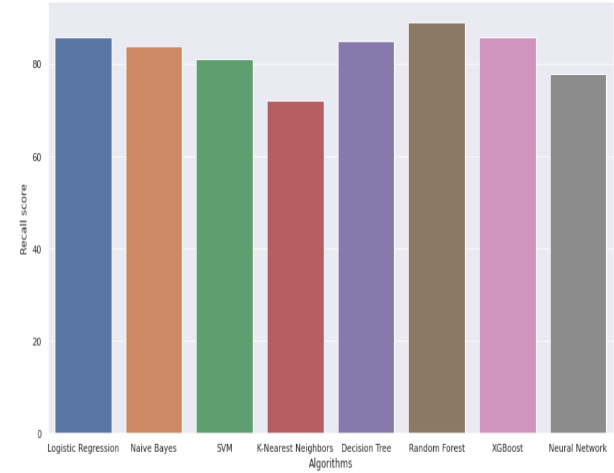 Recall score
80
60
40
20
0
Logistic Regression Naive Bayes SVM K-Nearest Neighbors Decision Tree Random Forest XGBoost Neural Network
Algorithms